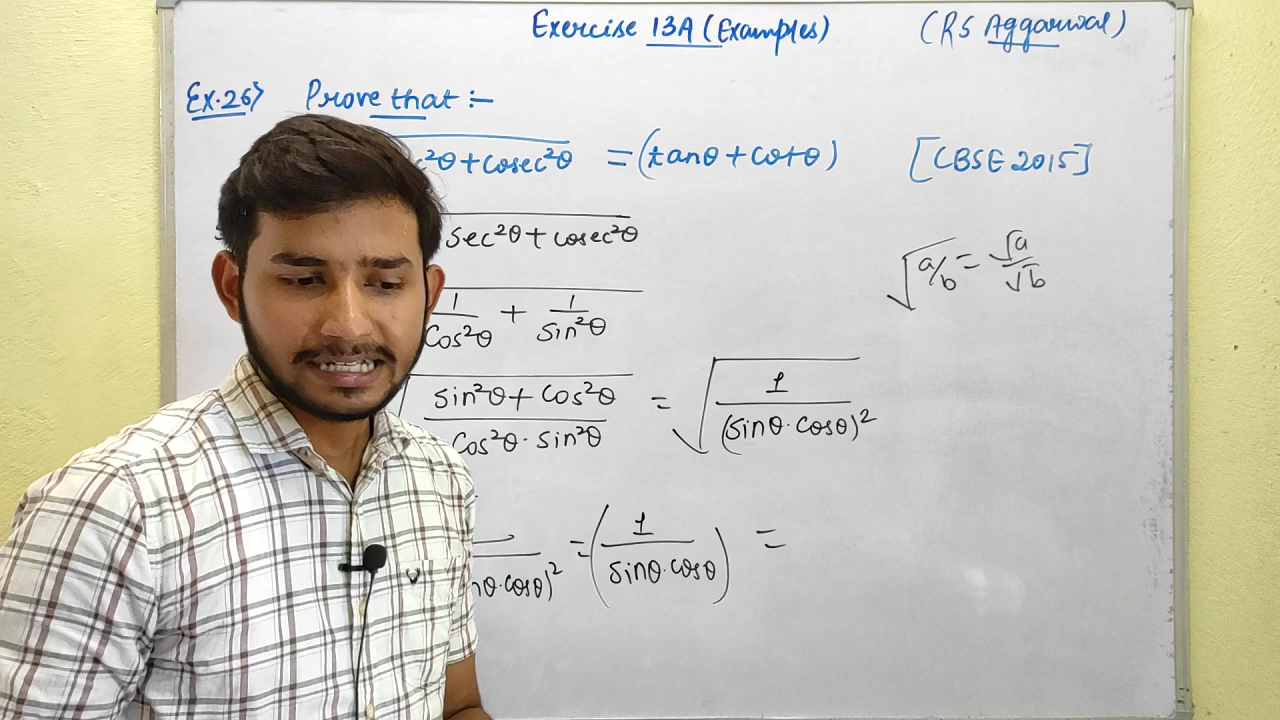 Exercise 13A (Examples) (RS Aggarwal)
Ex.26> Prove that :-
c²θ + cosec²θ = (tanθ + cotθ) [CBSE 2015]
sec²θ + cosec²θ
√a/b = √a/√b
1/cos²θ + 1/sin²θ
sin²θ + cos²θ/cos²θ · sin²θ = √1/(sinθ · cosθ)²
nθ·cosθ)² = (1/sinθ·cosθ) =